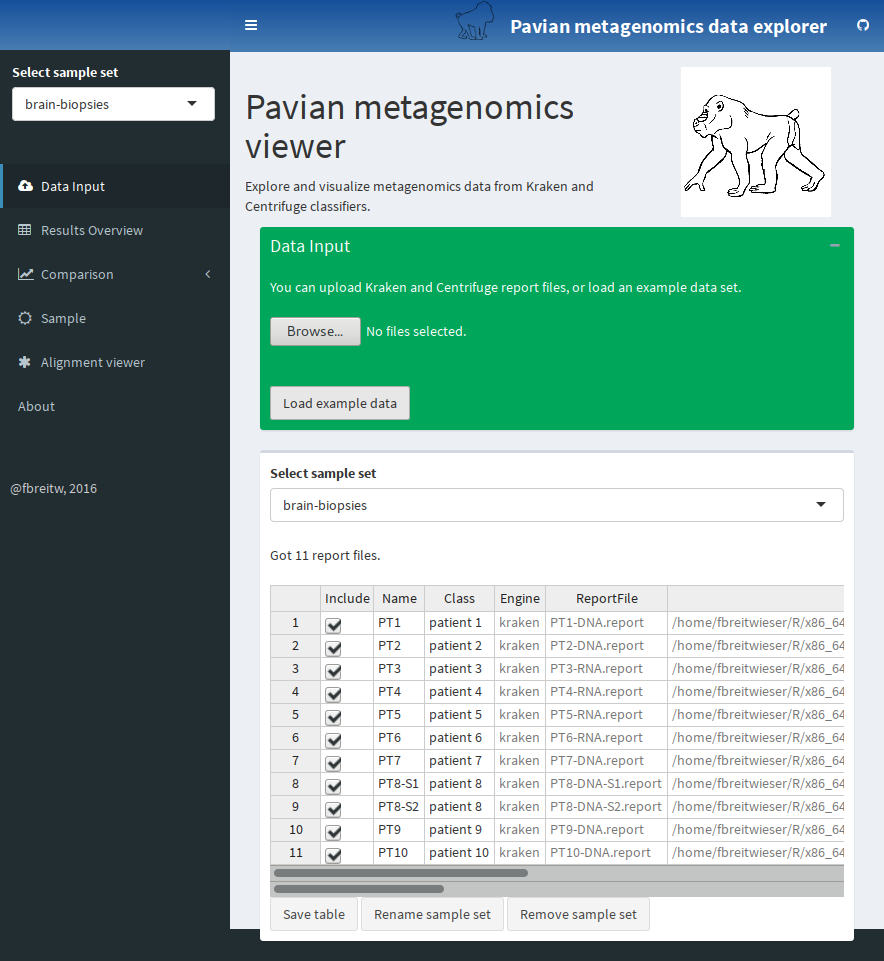 Pavian metagenomics data explorer
Select sample set
brain-biopsies
Data Input
Results Overview
Comparison
Sample
Alignment viewer
About
@fbreitw, 2016
Pavian metagenomics
viewer
Explore and visualize metagenomics data from Kraken and
Centrifuge classifiers.
Data Input
You can upload Kraken and Centrifuge report files, or load an example data set.
Browse... No files selected.
Load example data
Select sample set
brain-biopsies
Got 11 report files.
Include Name Class Engine ReportFile
1 PT1 patient 1 kraken PT1-DNA.report /home/fbreitwieser/R/x86_64
2 PT2 patient 2 kraken PT2-DNA.report /home/fbreitwieser/R/x86_64
3 PT3 patient 3 kraken PT3-RNA.report /home/fbreitwieser/R/x86_64
4 PT4 patient 4 kraken PT4-RNA.report /home/fbreitwieser/R/x86_64
5 PT5 patient 5 kraken PT5-RNA.report /home/fbreitwieser/R/x86_64
6 PT6 patient 6 kraken PT6-RNA.report /home/fbreitwieser/R/x86_64
7 PT7 patient 7 kraken PT7-DNA.report /home/fbreitwieser/R/x86_64
8 PT8-S1 patient 8 kraken PT8-DNA-S1.report /home/fbreitwieser/R/x86_64
9 PT8-S2 patient 8 kraken PT8-DNA-S2.report /home/fbreitwieser/R/x86_64
10 PT9 patient 9 kraken PT9-DNA.report /home/fbreitwieser/R/x86_64
11 PT10 patient 10 kraken PT10-DNA.report /home/fbreitwieser/R/x86_64
Save table Rename sample set Remove sample set